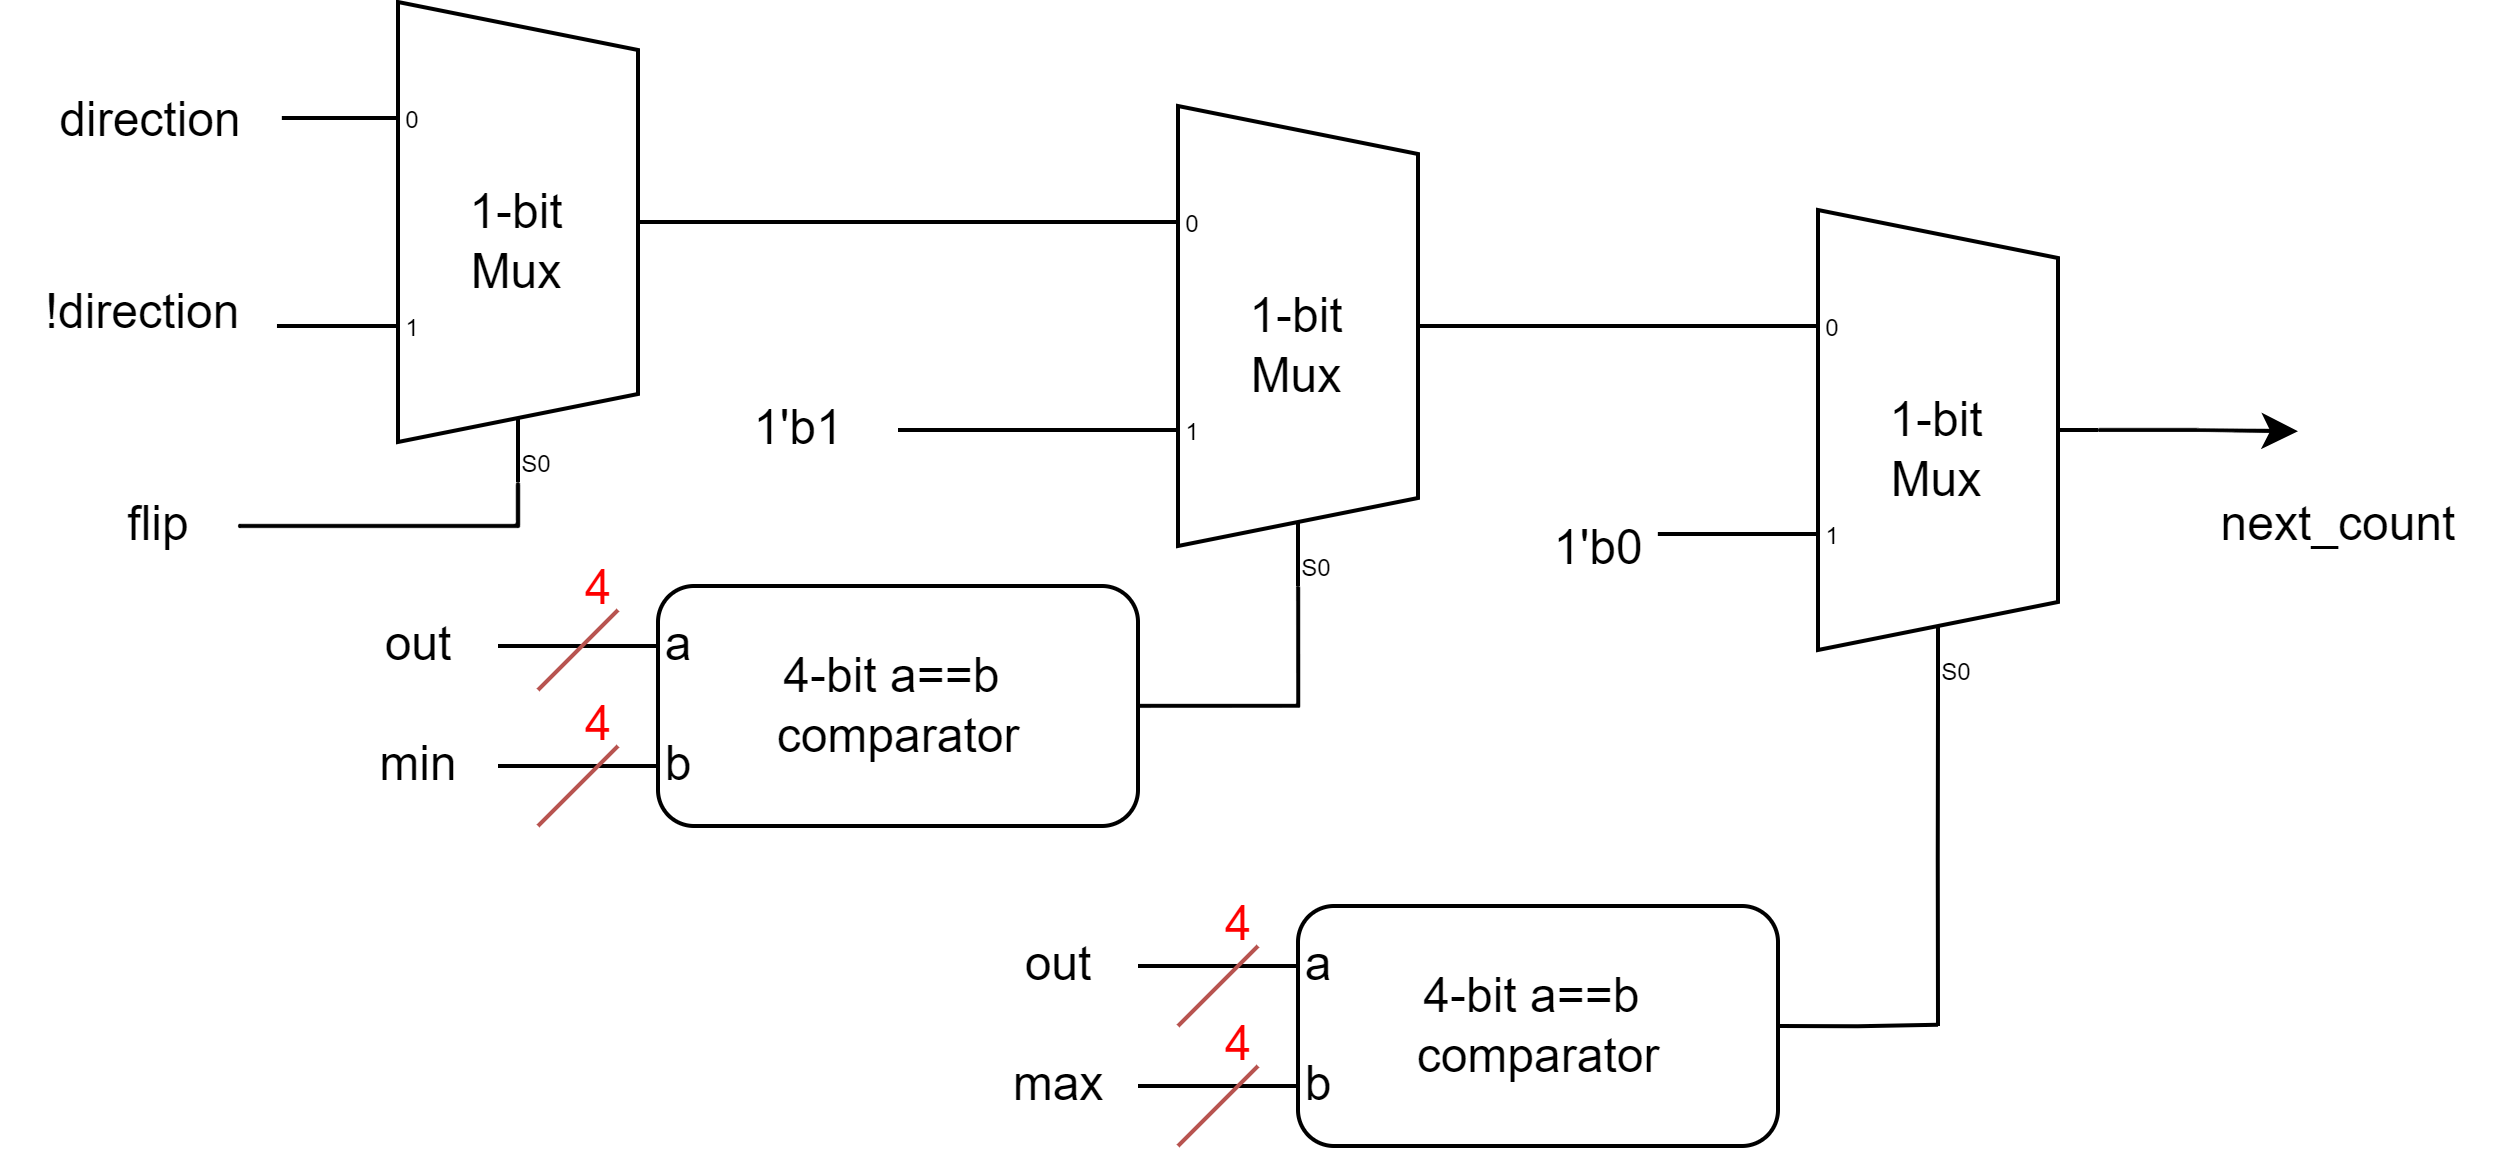 direction
0
1-bit
Mux
!direction
1
S0
flip
0
1-bit
Mux
1'b1
1
S0
0
1-bit
Mux
1'b0
1
S0
next_count
4
out
a
4-bit a==b
comparator
4
min
b
4
out
a
4-bit a==b
comparator
4
max
b